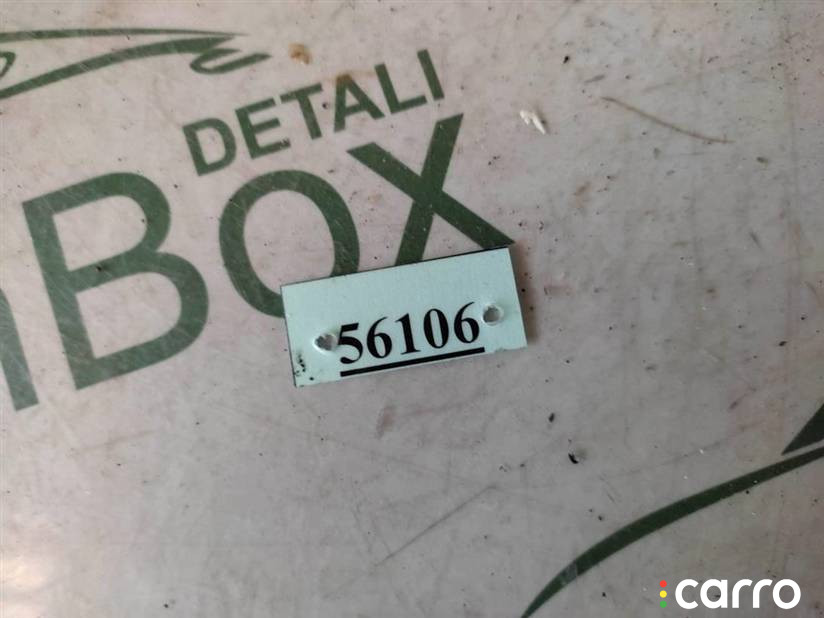 DETALI
BOX
56106
carro